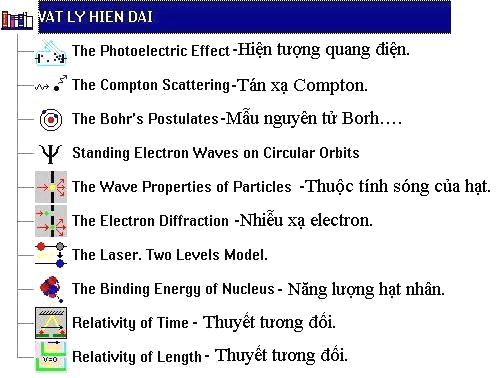 VAT LY HIEN DAI
The Photoelectric Effect -Hiện tượng quang điện.
The Compton Scattering -Tán xạ Compton.
The Bohr's Postulates -Mẫu nguyên tử Borh….
Ψ Standing Electron Waves on Circular Orbits
The Wave Properties of Particles -Thuộc tính sóng của hạt.
The Electron Diffraction -Nhiễu xạ electron.
The Laser. Two Levels Model.
The Binding Energy of Nucleus - Năng lượng hạt nhân.
Relativity of Time - Thuyết tương đối.
V=0 Relativity of Length - Thuyết tương đối.